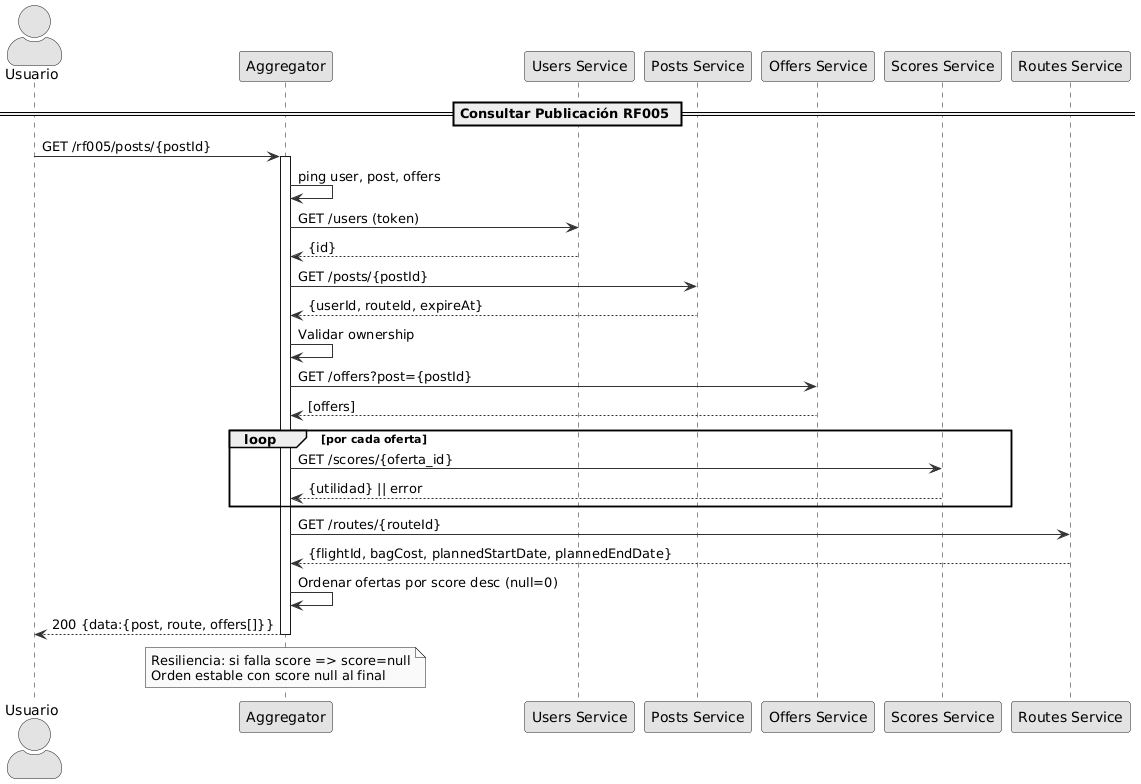 Usuario
Aggregator
Users Service
Posts Service
Offers Service
Scores Service
Routes Service
Consultar Publicación RF005
GET /rf005/posts/{postId}
ping user, post, offers
GET /users (token)
{id}
GET /posts/{postId}
{userId, routeId, expireAt}
Validar ownership
GET /offers?post={postId}
[offers]
loop
[por cada oferta]
GET /scores/{oferta_id}
{utilidad} || error
GET /routes/{routeId}
{flightId, bagCost, plannedStartDate, plannedEndDate}
Ordenar ofertas por score desc (null=0)
200 {data:{post, route, offers[]}}
Resiliencia: si falla score => score=null
Orden estable con score null al final
Usuario
Aggregator
Users Service
Posts Service
Offers Service
Scores Service
Routes Service